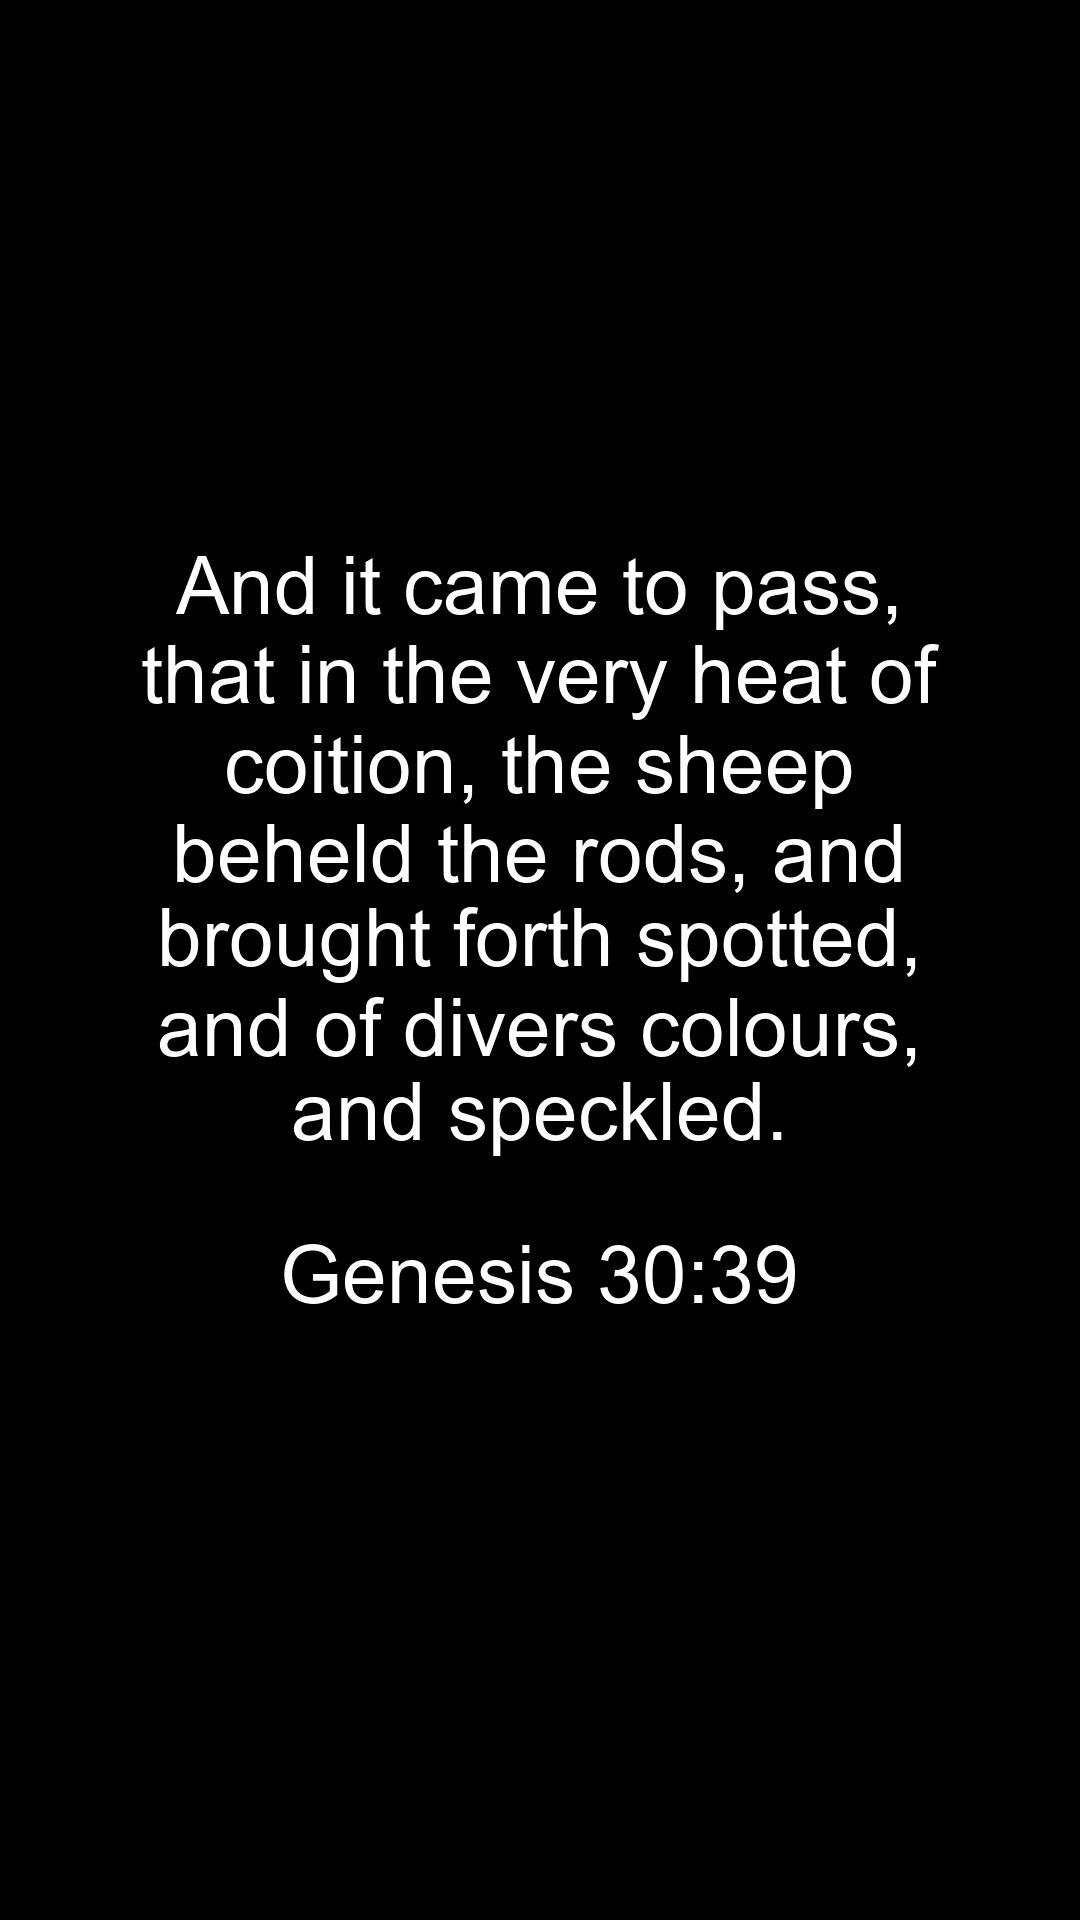 And it came to pass,
that in the very heat of
coition, the sheep
beheld the rods, and
brought forth spotted,
and of divers colours,
and speckled.
Genesis 30:39